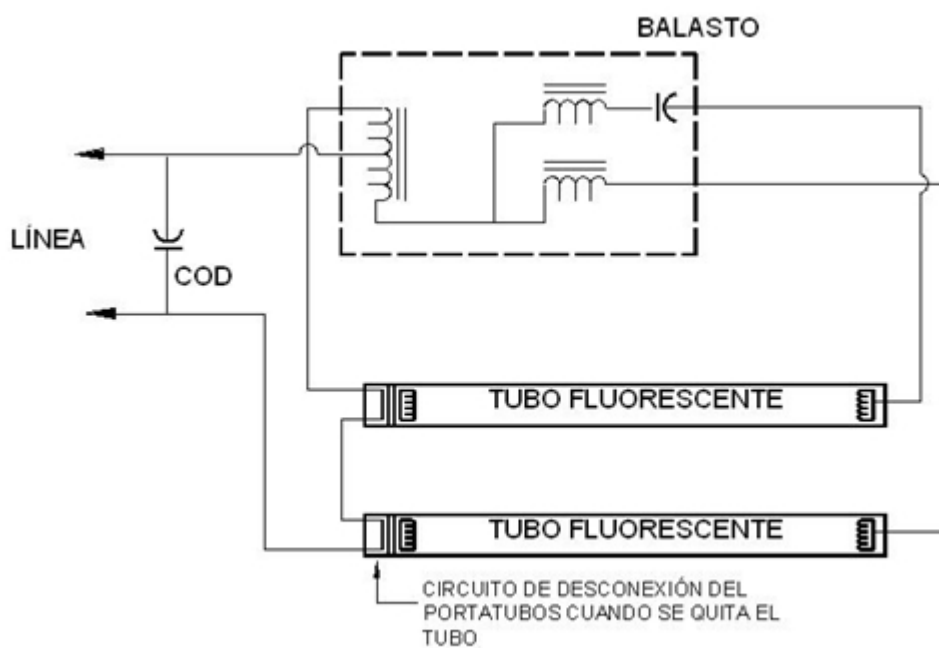 BALASTO
LÍNEA
COD
TUBO FLUORESCENTE
TUBO FLUORESCENTE
CIRCUITO DE DESCONEXIÓN DEL
PORTATUBOS CUANDO SE QUITA EL
TUBO